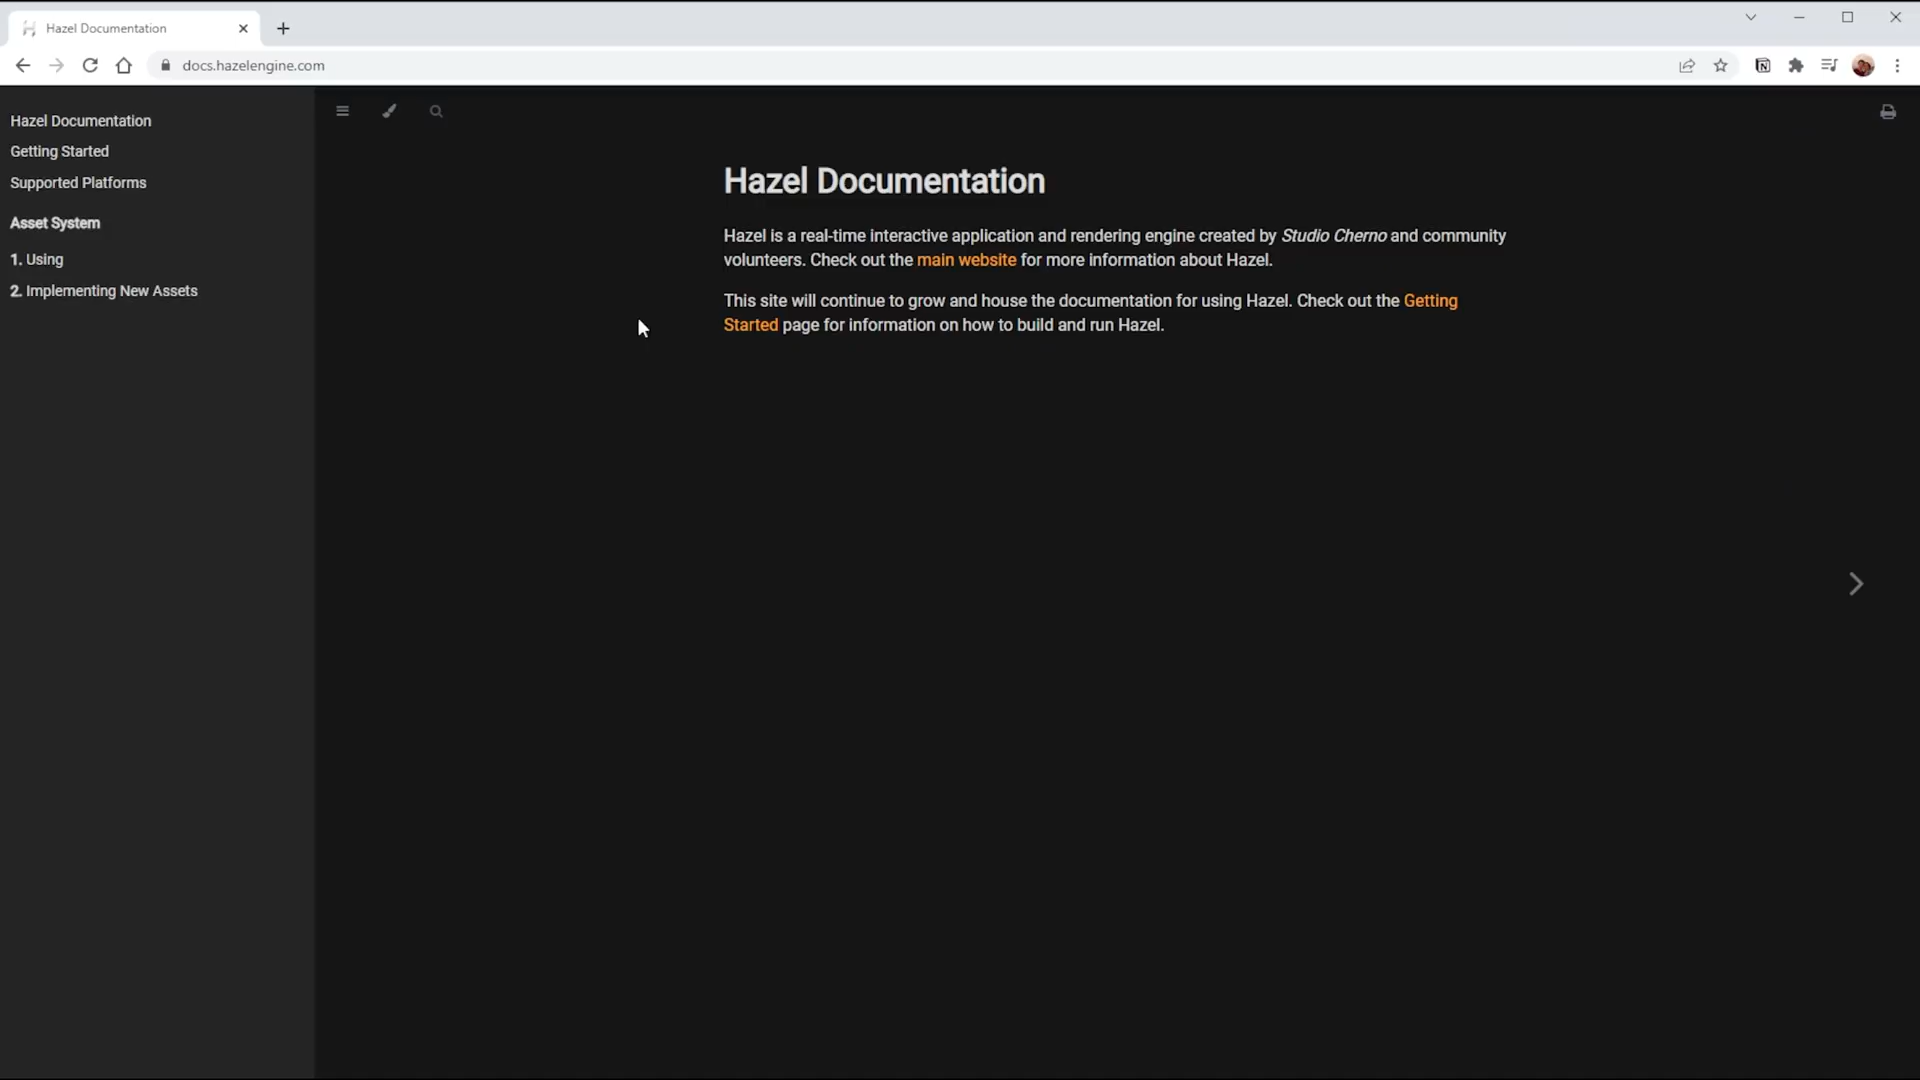 Hazel Documentation
docs.hazelengine.com
Hazel Documentation
Getting Started
Supported Platforms
Asset System
1. Using
2. Implementing New Assets
Hazel Documentation
Hazel is a real-time interactive application and rendering engine created by Studio Cherno and community
volunteers. Check out the main website for more information about Hazel.
This site will continue to grow and house the documentation for using Hazel. Check out the Getting
Started page for information on how to build and run Hazel.